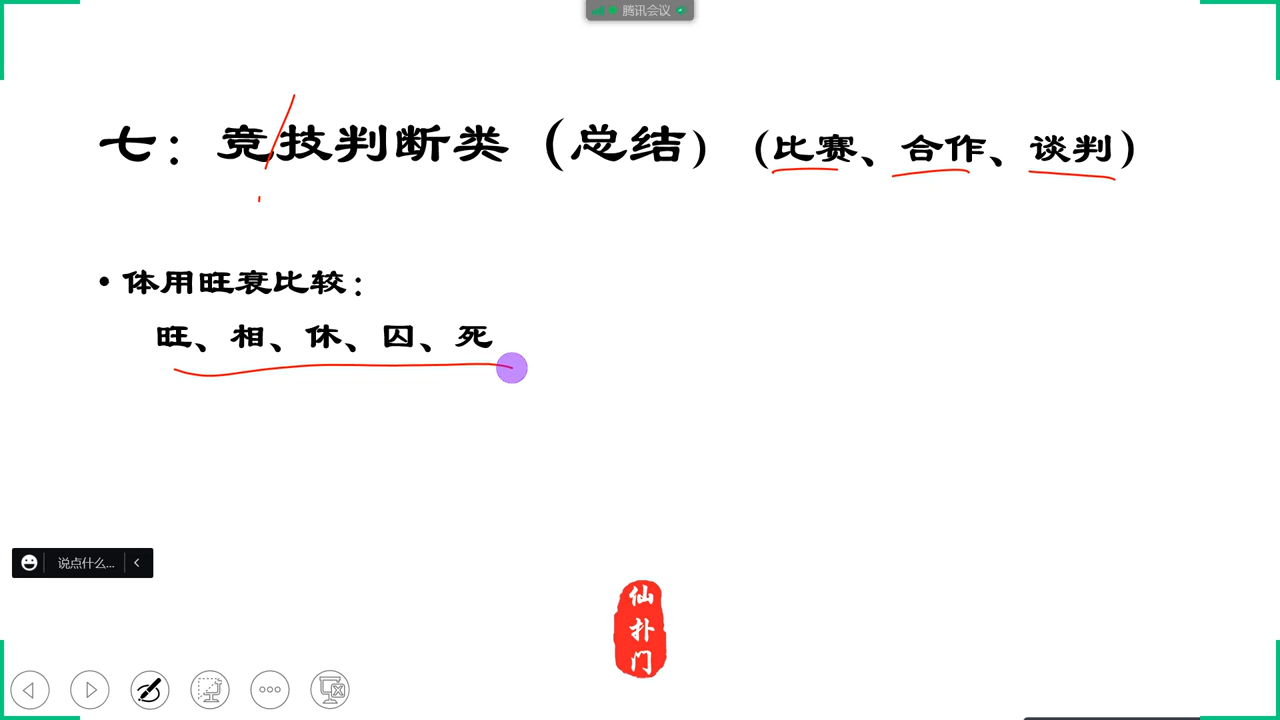 腾讯会议
七：竞技判断类（总结）（比赛、合作、谈判）
• 体用旺衰比较：
旺、相、休、囚、死
说点什么...
仙
扑
门